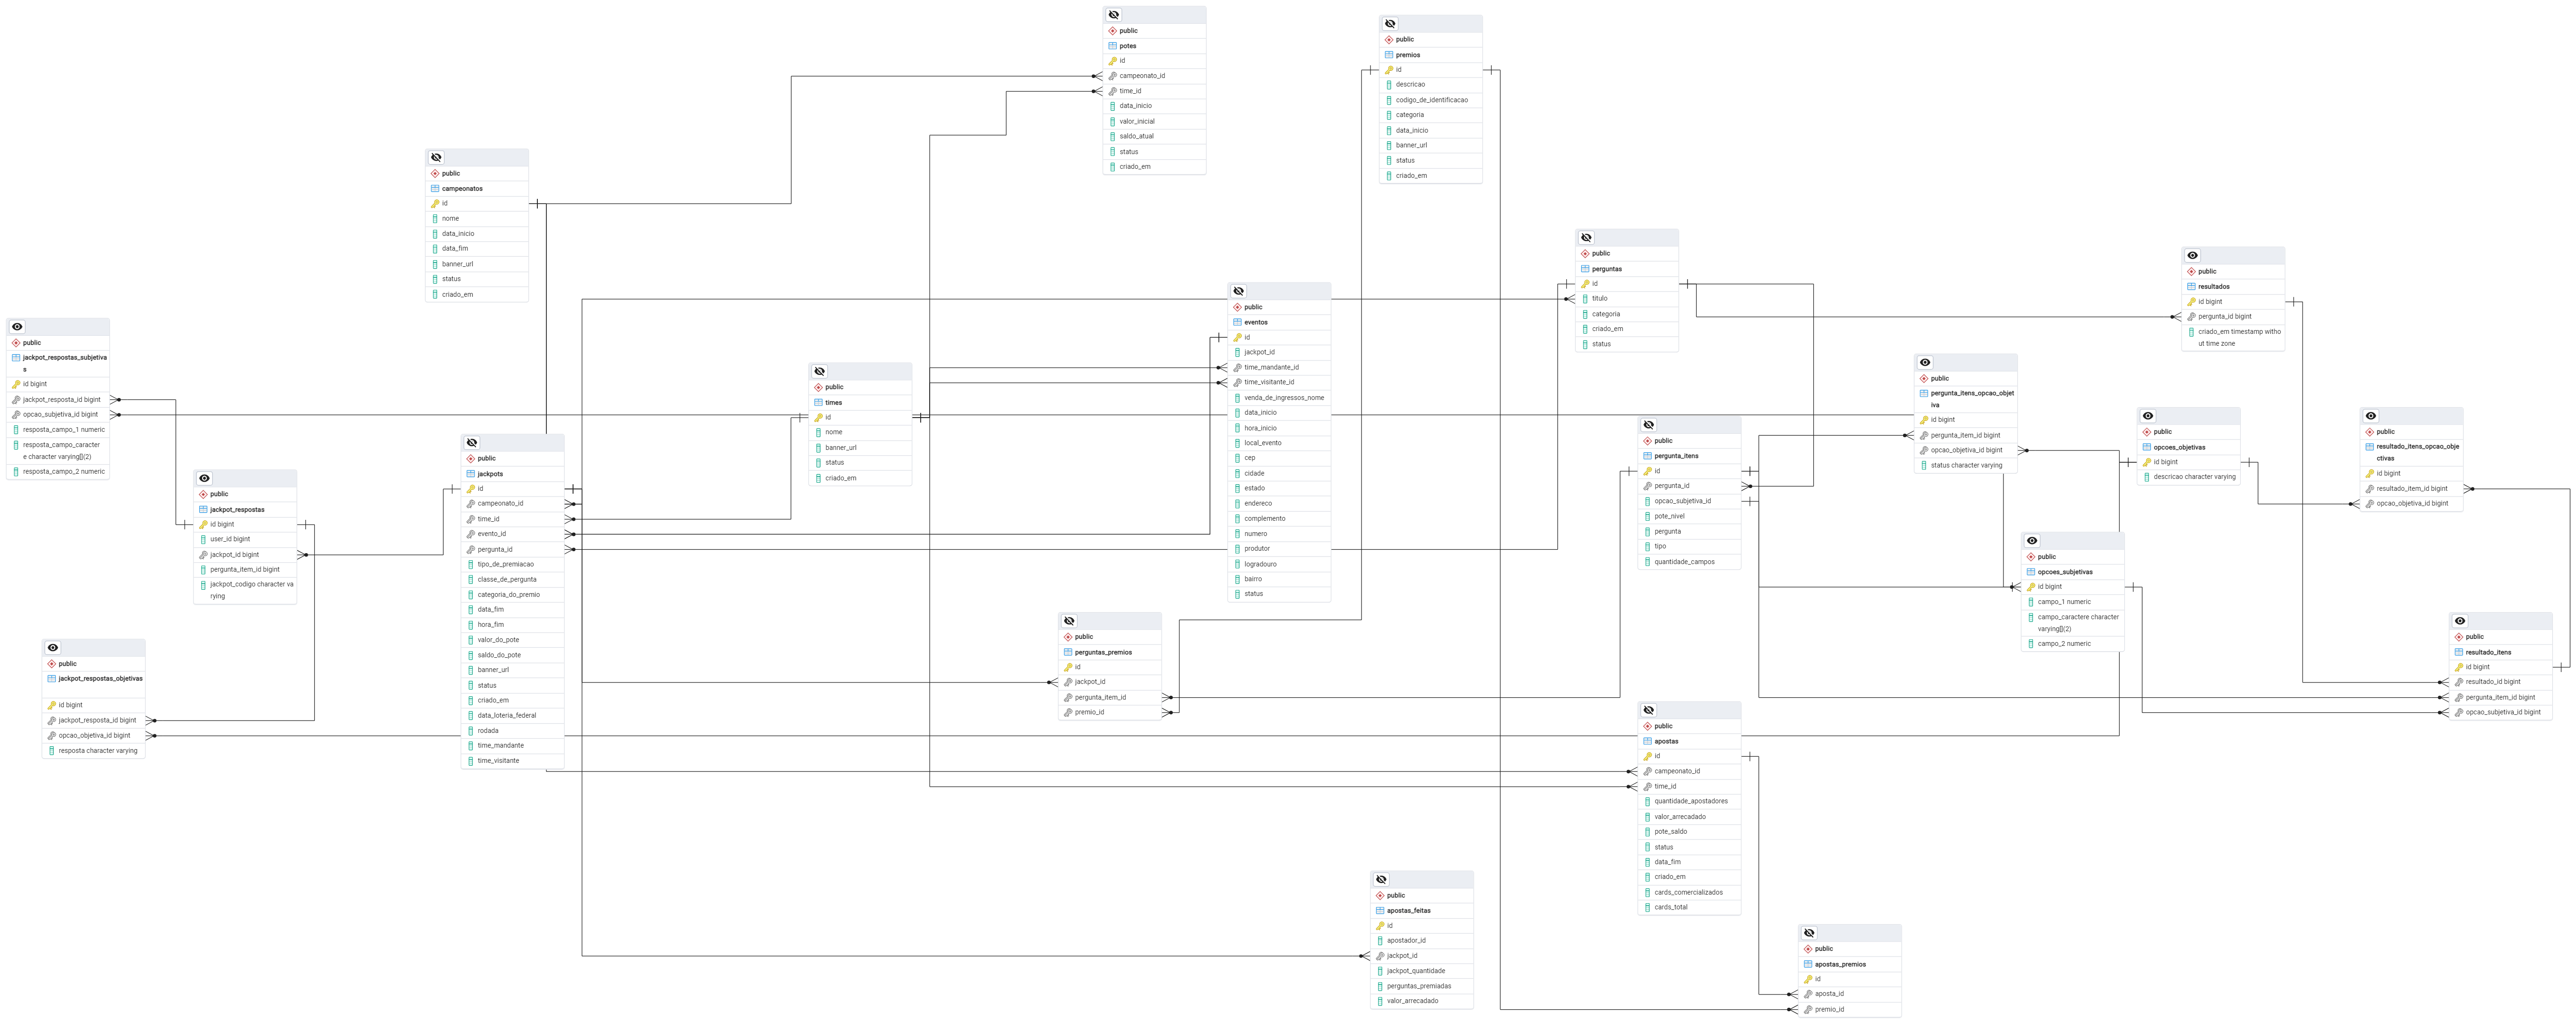 public
potes
id
campeonato_id
time_id
data_inicio
valor_inicial
saldo_atual
status
criado_em
public
premios
id
descricao
codigo_de_identificacao
categoria
data_inicio
banner_url
status
criado_em
public
campeonatos
id
nome
data_inicio
data_fim
banner_url
status
criado_em
public
perguntas
id
titulo
categoria
criado_em
status
public
resultados
id bigint
pergunta_id bigint
criado_em timestamp witho
ut time zone
public
eventos
id
jackpot_id
time_mandante_id
time_visitante_id
venda_de_ingressos_nome
data_inicio
hora_inicio
local_evento
cep
cidade
estado
endereco
complemento
numero
produtor
logradouro
bairro
status
public
jackpot_respostas_subjetiva
s
id bigint
jackpot_resposta_id bigint
opcao_subjetiva_id bigint
resposta_campo_1 numeric
resposta_campo_caracter
e character varying[](2)
resposta_campo_2 numeric
public
times
id
nome
banner_url
status
criado_em
public
pergunta_itens_opcao_objet
iva
id bigint
pergunta_item_id bigint
opcao_objetiva_id bigint
status character varying
public
opcoes_objetivas
id bigint
descricao character varying
public
resultado_itens_opcao_obje
ctivas
id bigint
resultado_item_id bigint
opcao_objetiva_id bigint
public
pergunta_itens
id
pergunta_id
opcao_subjetiva_id
pote_nivel
pergunta
tipo
quantidade_campos
public
jackpots
id
campeonato_id
time_id
evento_id
pergunta_id
tipo_de_premiacao
classe_de_pergunta
categoria_do_premio
data_fim
hora_fim
valor_do_pote
saldo_do_pote
banner_url
status
criado_em
data_loteria_federal
rodada
time_mandante
time_visitante
public
jackpot_respostas
id bigint
user_id bigint
jackpot_id bigint
pergunta_item_id bigint
jackpot_codigo character va
rying
public
opcoes_subjetivas
id bigint
campo_1 numeric
campo_caractere character
varying[](2)
campo_2 numeric
public
perguntas_premios
id
jackpot_id
pergunta_item_id
premio_id
public
resultado_itens
id bigint
resultado_id bigint
pergunta_item_id bigint
opcao_subjetiva_id bigint
public
jackpot_respostas_objetivas
id bigint
jackpot_resposta_id bigint
opcao_objetiva_id bigint
resposta character varying
public
apostas
id
campeonato_id
time_id
quantidade_apostadores
valor_arrecadado
pote_saldo
status
data_fim
criado_em
cards_comercializados
cards_total
public
apostas_feitas
id
apostador_id
jackpot_id
jackpot_quantidade
perguntas_premiadas
valor_arrecadado
public
apostas_premios
id
aposta_id
premio_id